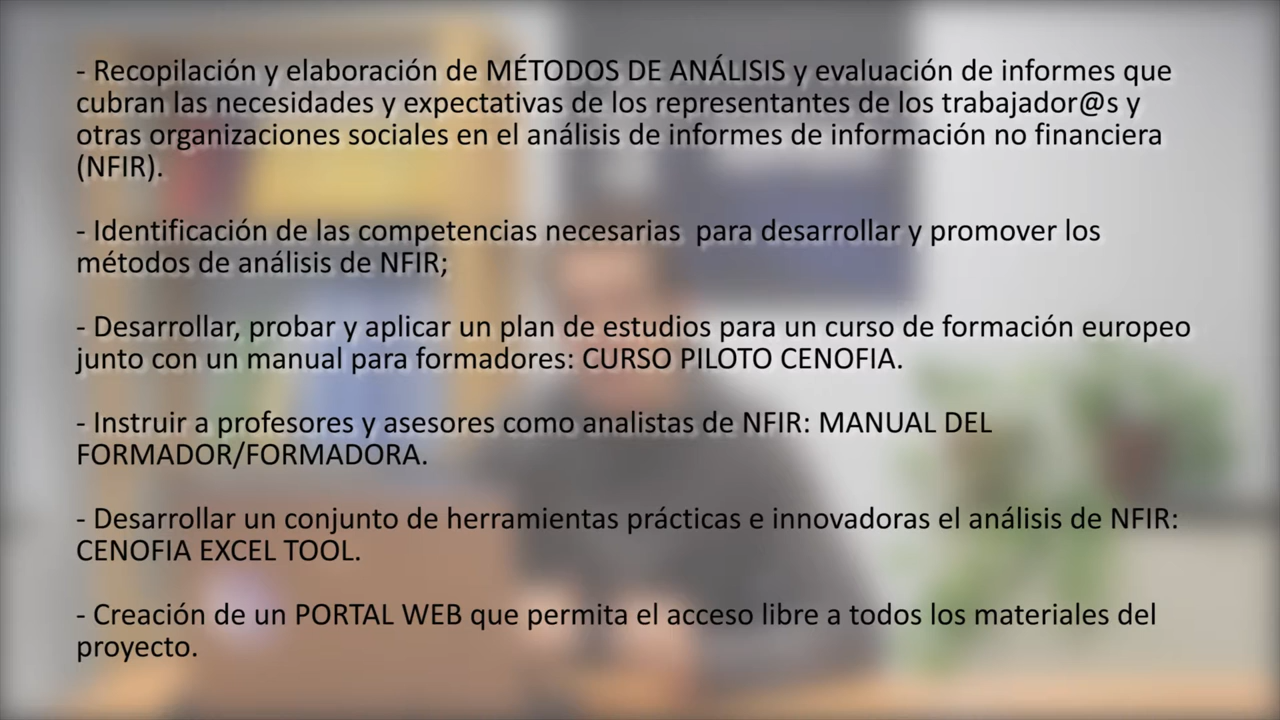 - Recopilación y elaboración de MÉTODOS DE ANÁLISIS y evaluación de informes que
cubran las necesidades y expectativas de los representantes de los trabajador@s y
otras organizaciones sociales en el análisis de informes de información no financiera
(NFIR).
- Identificación de las competencias necesarias  para desarrollar y promover los
métodos de análisis de NFIR;
- Desarrollar, probar y aplicar un plan de estudios para un curso de formación europeo
junto con un manual para formadores: CURSO PILOTO CENOFIA.
- Instruir a profesores y asesores como analistas de NFIR: MANUAL DEL
FORMADOR/FORMADORA.
- Desarrollar un conjunto de herramientas prácticas e innovadoras el análisis de NFIR:
CENOFIA EXCEL TOOL.
- Creación de un PORTAL WEB que permita el acceso libre a todos los materiales del
proyecto.